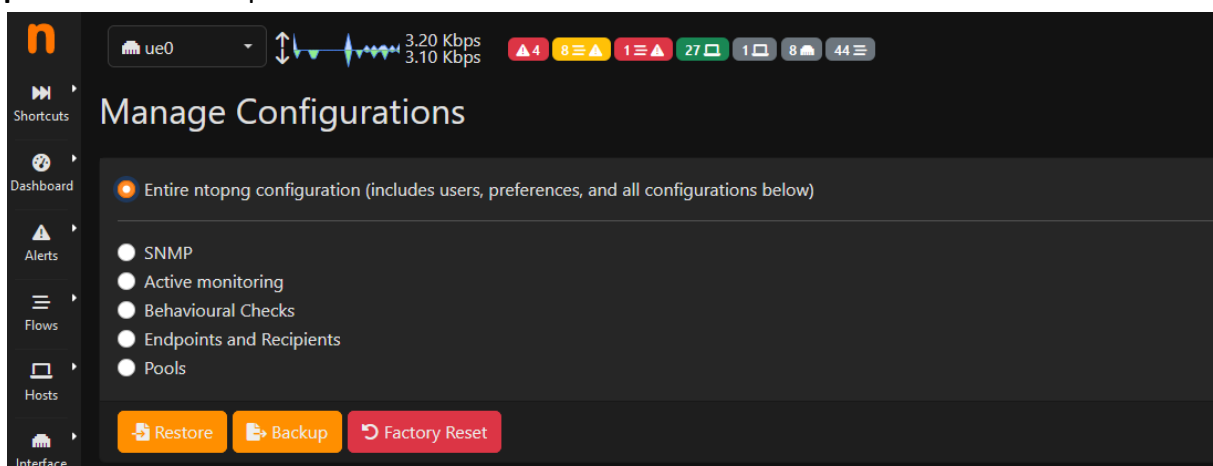 n
ue0
3.20 Kbps
3.10 Kbps
4 8 1 27 1 8 44
Shortcuts
Manage Configurations
Dashboard
Entire ntopng configuration (includes users, preferences, and all configurations below)
Alerts
SNMP
Active monitoring
Behavioural Checks
Flows
Endpoints and Recipients
Pools
Hosts
Restore Backup Factory Reset
Interface